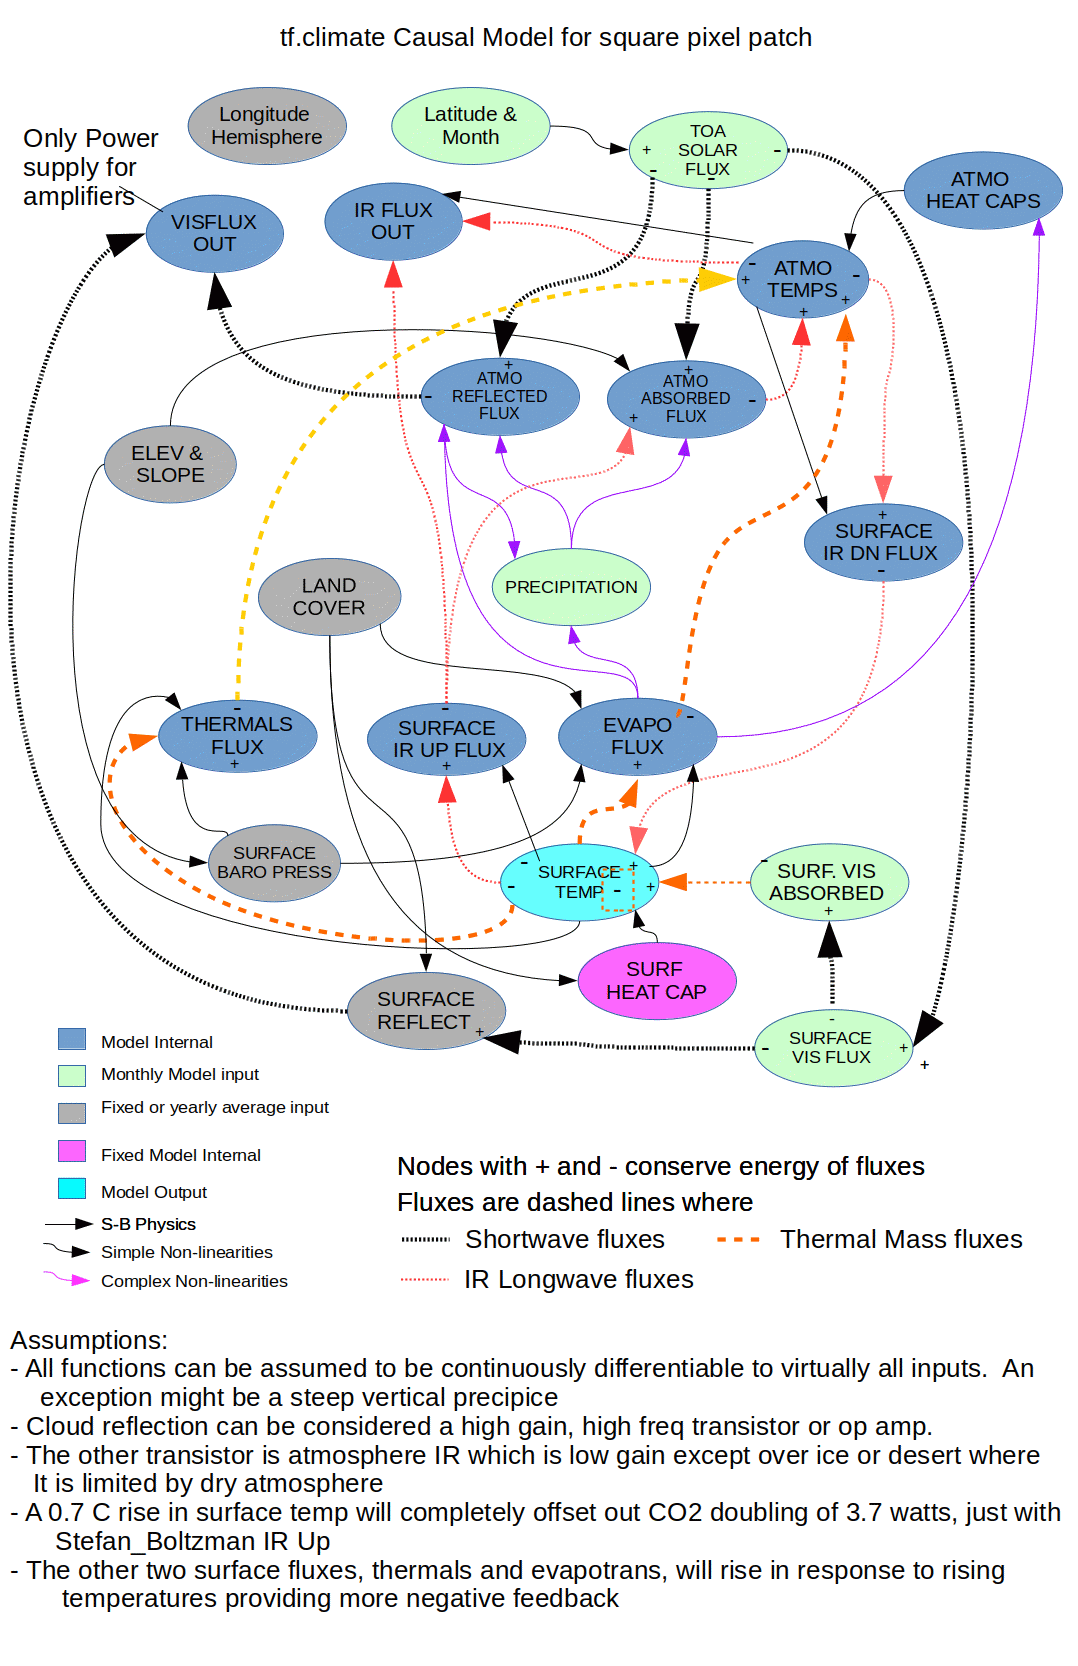 tf.climate Causal Model for square pixel patch
Only Power
supply for
amplifiers
Longitude
Hemisphere
Latitude &
Month
TOA
SOLAR
FLUX
+
-
-
-
ATMO
HEAT CAPS
VISFLUX
OUT
IR FLUX
OUT
ATMO
TEMPS
-
+
-
+
+
+
ATMO
REFLECTED
FLUX
-
+
ATMO
ABSORBED
FLUX
-
+
ELEV &
SLOPE
+
SURFACE
IR DN FLUX
-
LAND
COVER
PRECIPITATION
-
THERMALS
FLUX
+
-
SURFACE
IR UP FLUX
+
EVAPO
FLUX
-
+
SURFACE
BARO PRESS
-
-
SURFACE
TEMP
-
+
+
-
SURF. VIS
ABSORBED
+
SURF
HEAT CAP
SURFACE
REFLECT
+
-
SURFACE
VIS FLUX
-
+
+
Model Internal
Monthly Model input
Fixed or yearly average input
Fixed Model Internal
Model Output
S-B Physics
Simple Non-linearities
Complex Non-linearities
Nodes with + and - conserve energy of fluxes
Fluxes are dashed lines where
Shortwave fluxes
Thermal Mass fluxes
IR Longwave fluxes
Assumptions:
- All functions can be assumed to be continuously differentiable to virtually all inputs. An
exception might be a steep vertical precipice
- Cloud reflection can be considered a high gain, high freq transistor or op amp.
- The other transistor is atmosphere IR which is low gain except over ice or desert where
It is limited by dry atmosphere
- A 0.7 C rise in surface temp will completely offset out CO2 doubling of 3.7 watts, just with
Stefan_Boltzman IR Up
- The other two surface fluxes, thermals and evapotrans, will rise in response to rising
temperatures providing more negative feedback